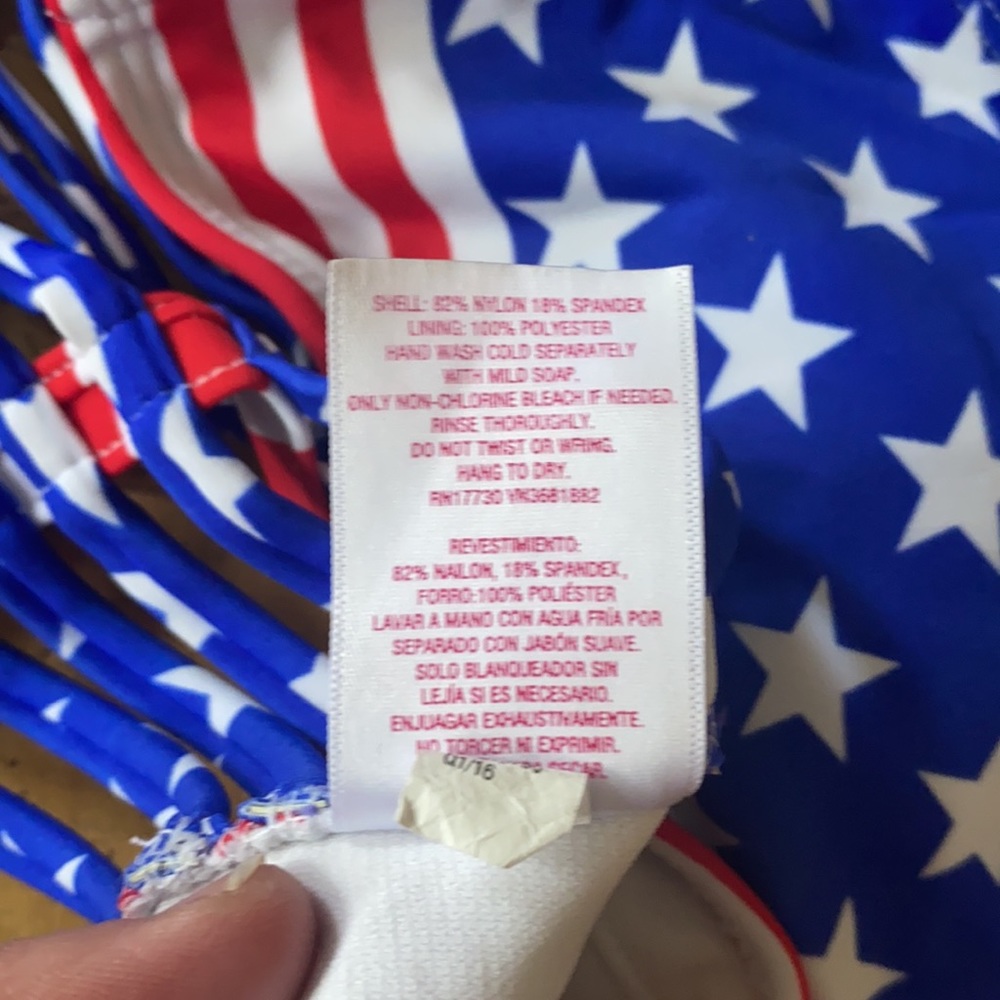 SHELL: 82% NYLON 18% SPANDEX
LINING: 100% POLYESTER
HAND WASH COLD SEPARATELY
WITH MILD SOAP.
ONLY NON-CHLORINE BLEACH IF NEEDED.
RINSE THOROUGHLY.
DO NOT TWIST OR WRING.
HANG TO DRY.
RN17730 VK3681882
REVESTIMIENTO:
82% NAILON, 18% SPANDEX,
FORRO:100% POLIÉSTER
LAVAR A MANO CON AGUA FRÍA POR
SEPARADO CON JABÓN SUAVE.
SOLO BLANQUEADOR SIN
LEJÍA SI ES NECESARIO.
ENJUAGAR EXHAUSTIVAMENTE.
NO TORCER NI EXPRIMIR.
SECAR.